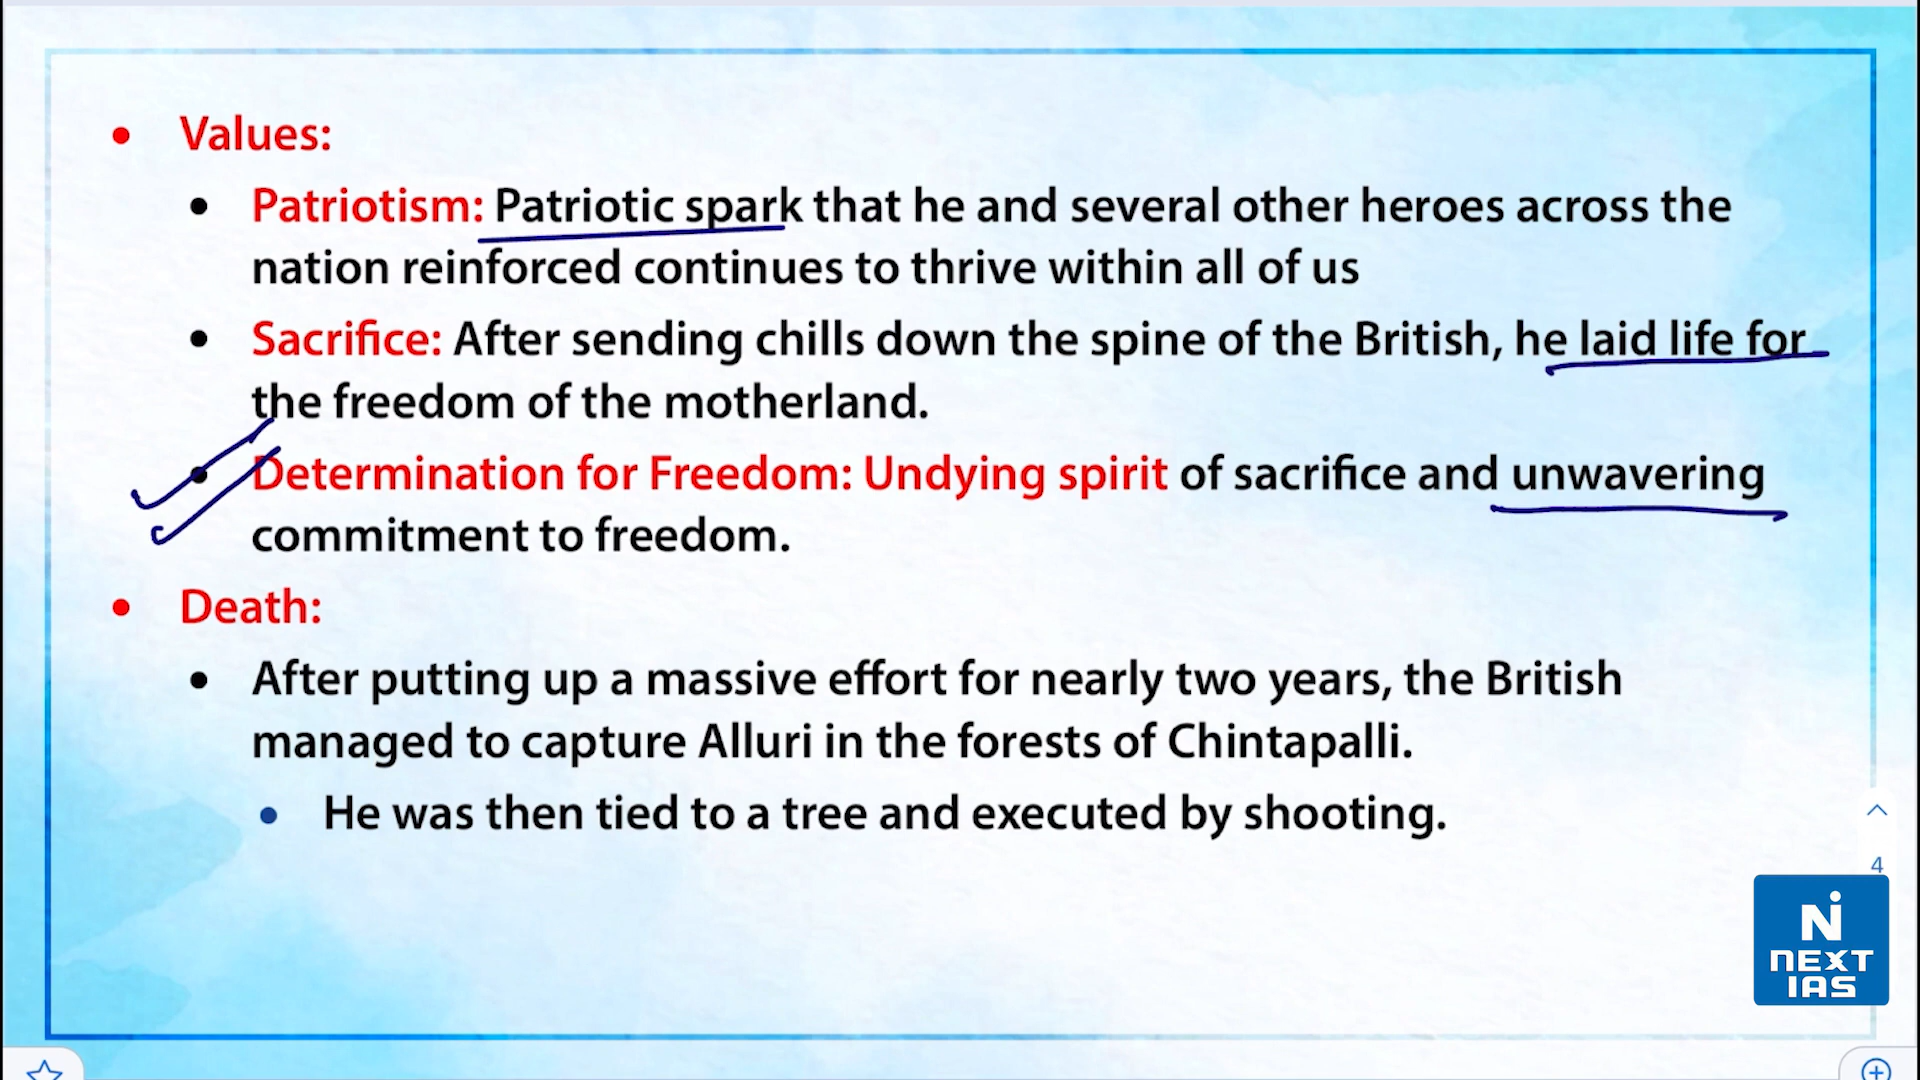 • Values:
• Patriotism: Patriotic spark that he and several other heroes across the
nation reinforced continues to thrive within all of us
• Sacrifice: After sending chills down the spine of the British, he laid life for
the freedom of the motherland.
• Determination for Freedom: Undying spirit of sacrifice and unwavering
commitment to freedom.
• Death:
• After putting up a massive effort for nearly two years, the British
managed to capture Alluri in the forests of Chintapalli.
• He was then tied to a tree and executed by shooting.
4
N
NEXT
IAS